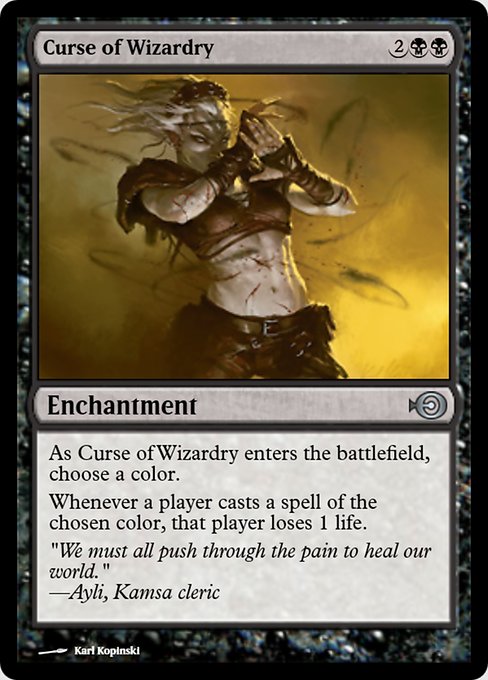 Curse of Wizardry 2
Enchantment
As Curse of Wizardry enters the battlefield,
choose a color.
Whenever a player casts a spell of the
chosen color, that player loses 1 life.
"We must all push through the pain to heal our
world."
—Ayli, Kamsa cleric
Karl Kopinski